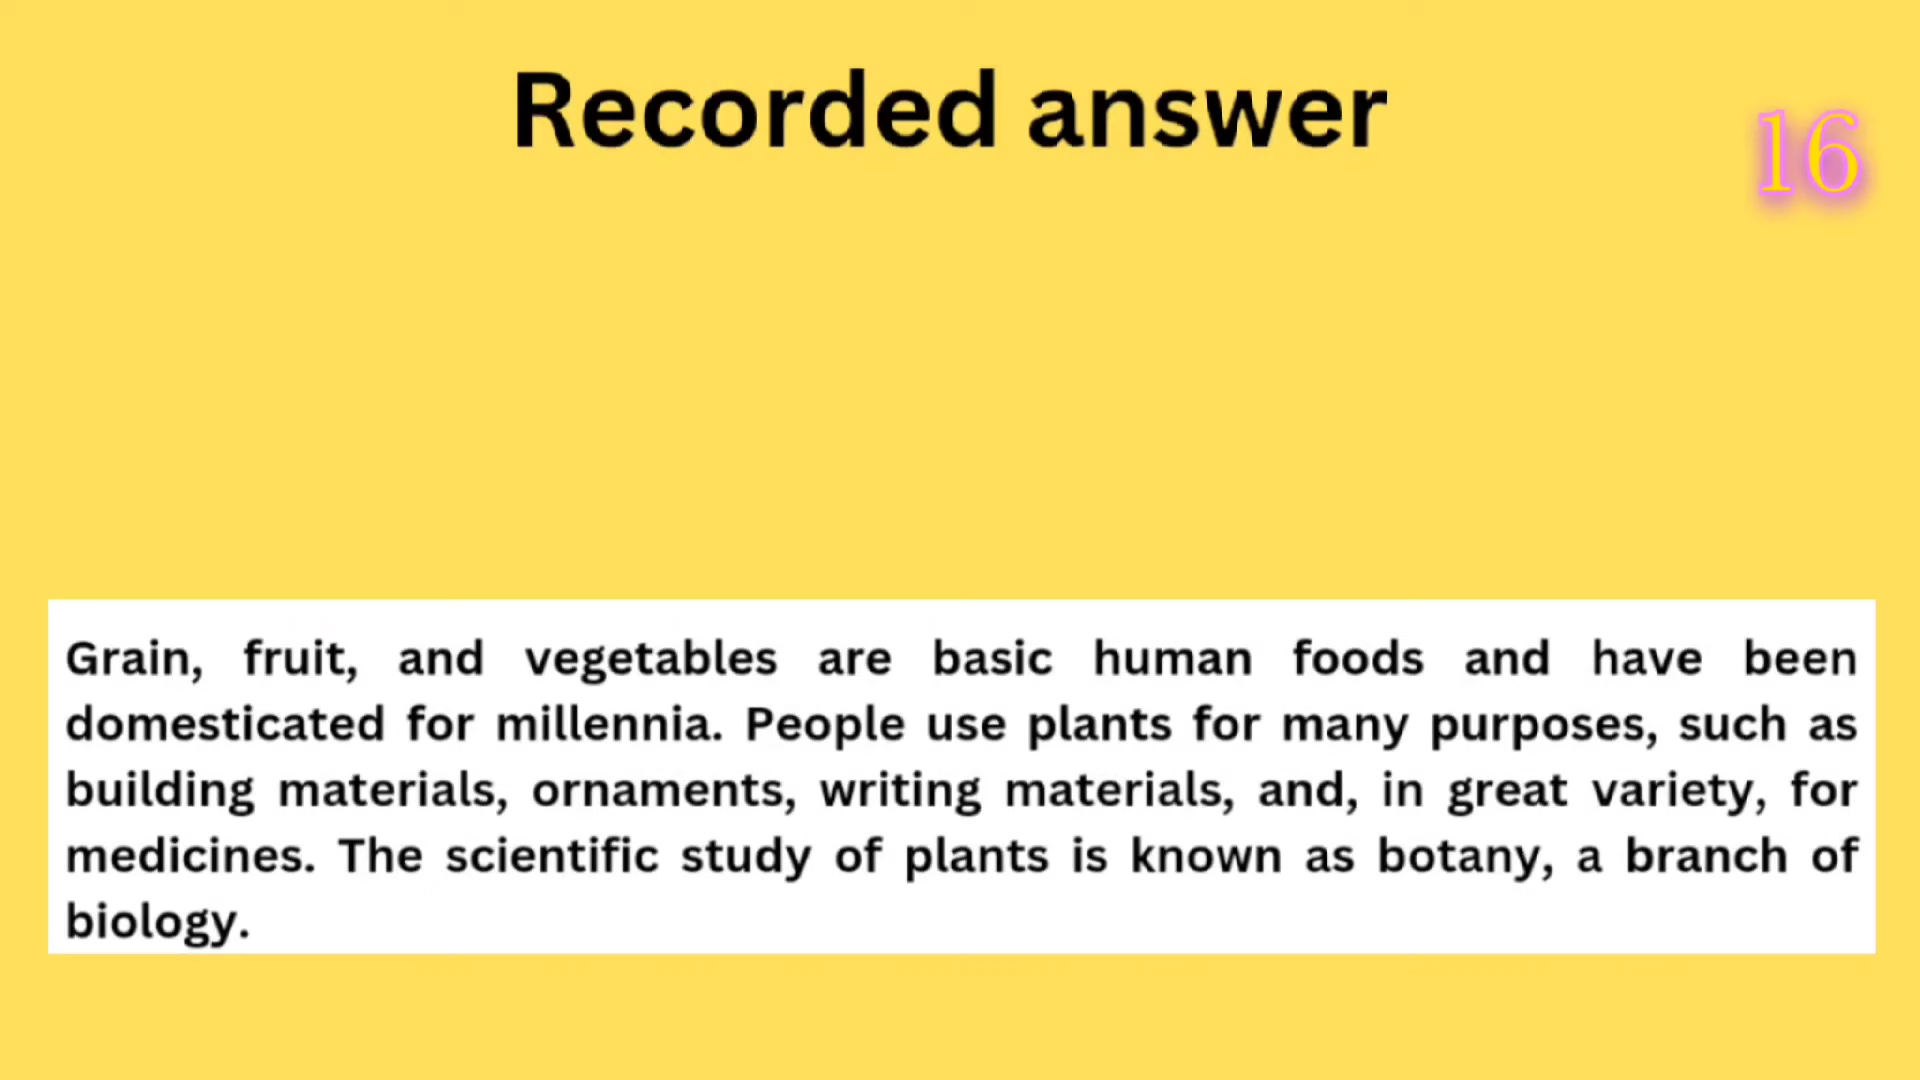 Recorded answer
16
Grain, fruit, and vegetables are basic human foods and have been
domesticated for millennia. People use plants for many purposes, such as
building materials, ornaments, writing materials, and, in great variety, for
medicines. The scientific study of plants is known as botany, a branch of
biology.